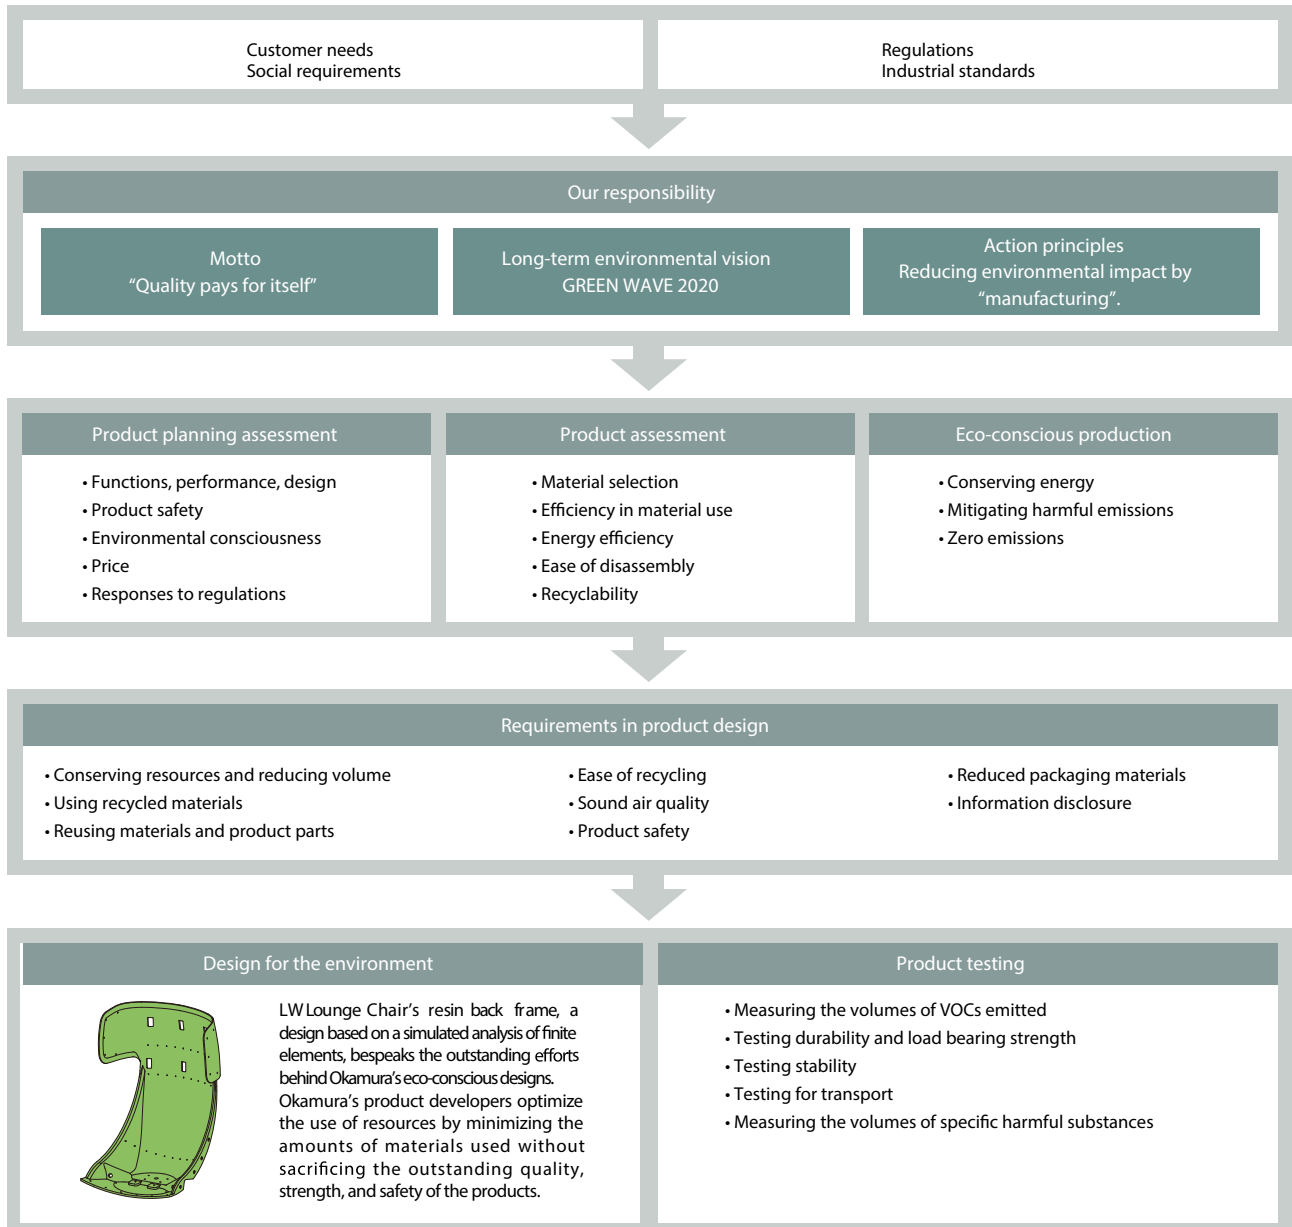 Customer needs
Social requirements
Regulations
Industrial standards
Our responsibility
Motto
“Quality pays for itself”
Long-term environmental vision
GREEN WAVE 2020
Action principles
Reducing environmental impact by
“manufacturing”.
Product planning assessment
• Functions, performance, design
• Product safety
• Environmental consciousness
• Price
• Responses to regulations
Product assessment
• Material selection
• Efficiency in material use
• Energy efficiency
• Ease of disassembly
• Recyclability
Eco-conscious production
• Conserving energy
• Mitigating harmful emissions
• Zero emissions
Requirements in product design
• Conserving resources and reducing volume
• Using recycled materials
• Reusing materials and product parts
• Ease of recycling
• Sound air quality
• Product safety
• Reduced packaging materials
• Information disclosure
Design for the environment
LW Lounge Chair’s resin back frame, a
design based on a simulated analysis of finite
elements, bespeaks the outstanding efforts
behind Okamura’s eco-conscious designs.
Okamura’s product developers optimize
the use of resources by minimizing the
amounts of materials used without
sacrificing the outstanding quality,
strength, and safety of the products.
Product testing
• Measuring the volumes of VOCs emitted
• Testing durability and load bearing strength
• Testing stability
• Testing for transport
• Measuring the volumes of specific harmful substances